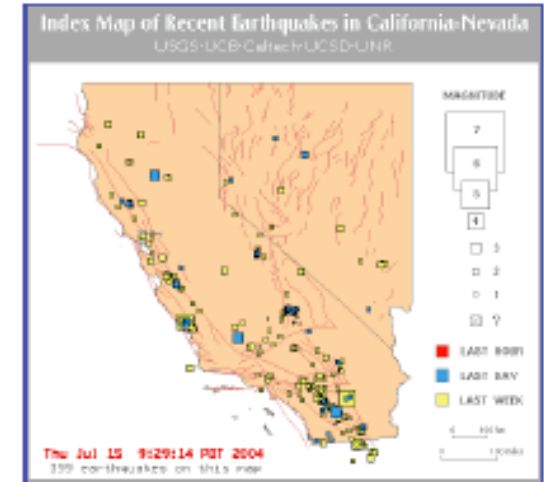 Index Map of Recent Earthquakes in California-Nevada
USGS-UCB-Caltech-UCSD-UNR
MAGNITUDE
7
6
5
4
3
2
1
?
LAST HOUR
LAST DAY
LAST WEEK
Thu Jul 15 9:29:14 PDT 2004
earthquakes on this map